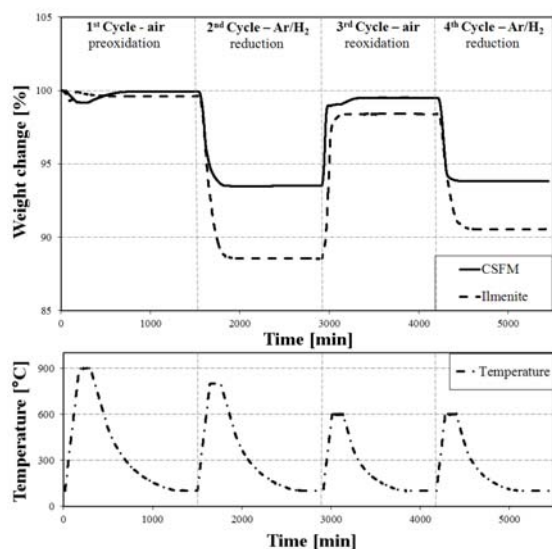 1st Cycle - air
preoxidation
2nd Cycle – Ar/H2
reduction
3rd Cycle – air
reoxidation
4th Cycle – Ar/H2
reduction
Weight change [%]
105
100
95
90
85
CSFM
Ilmenite
0
1000
2000
3000
4000
5000
Time [min]
Temperature [°C]
900
600
300
0
Temperature
0
1000
2000
3000
4000
5000
Time [min]